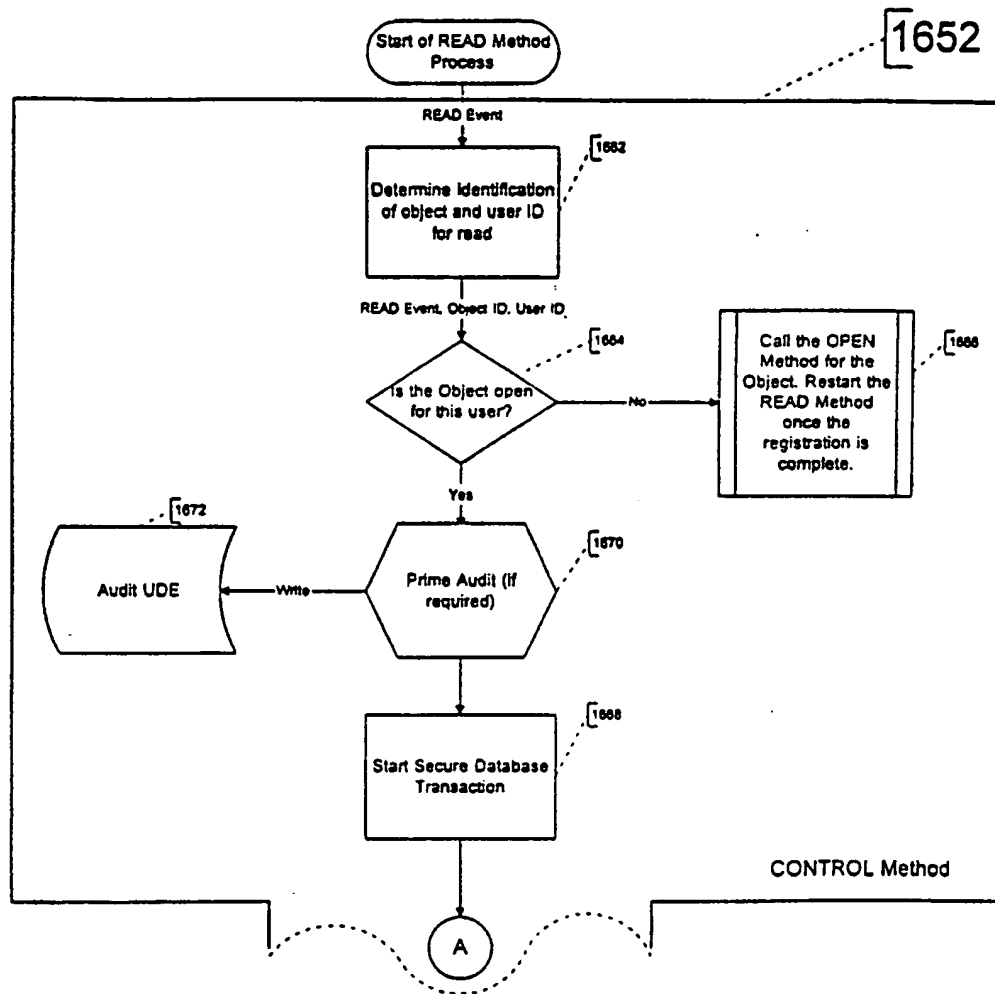 Start of READ Method
Process
1652
READ Event
1662
Determine Identification
of object and user ID
for read
READ Event, Object ID, User ID
1664
Is the Object open
for this user?
No
Call the OPEN
Method for the
Object. Restart the
READ Method
once the
registration is
complete.
1666
Yes
1672
Audit UDE
Write
Prime Audit (if
required)
1670
1668
Start Secure Database
Transaction
CONTROL Method
A